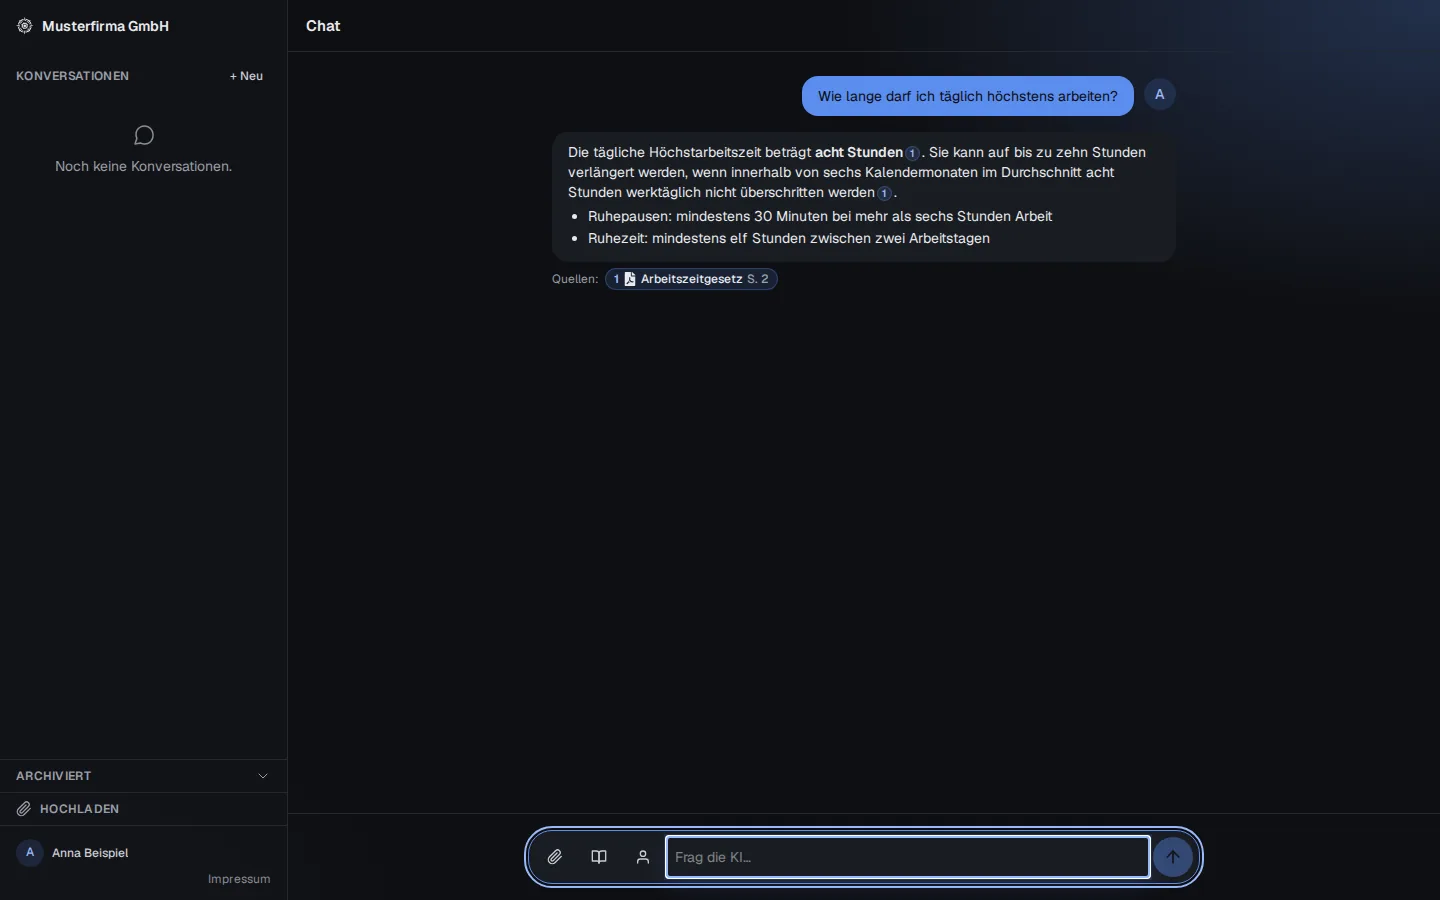 Musterfirma GmbH
Chat
KONVERSATIONEN
+ Neu
Noch keine Konversationen.
Wie lange darf ich täglich höchstens arbeiten?
A
Die tägliche Höchstarbeitszeit beträgt acht Stunden 1. Sie kann auf bis zu zehn Stunden
verlängert werden, wenn innerhalb von sechs Kalendermonaten im Durchschnitt acht
Stunden werktäglich nicht überschritten werden 1.
• Ruhepausen: mindestens 30 Minuten bei mehr als sechs Stunden Arbeit
• Ruhezeit: mindestens elf Stunden zwischen zwei Arbeitstagen
Quellen: 1 Arbeitszeitgesetz S. 2
ARCHIVIERT
HOCHLADEN
A Anna Beispiel
Impressum
Frag die KI...